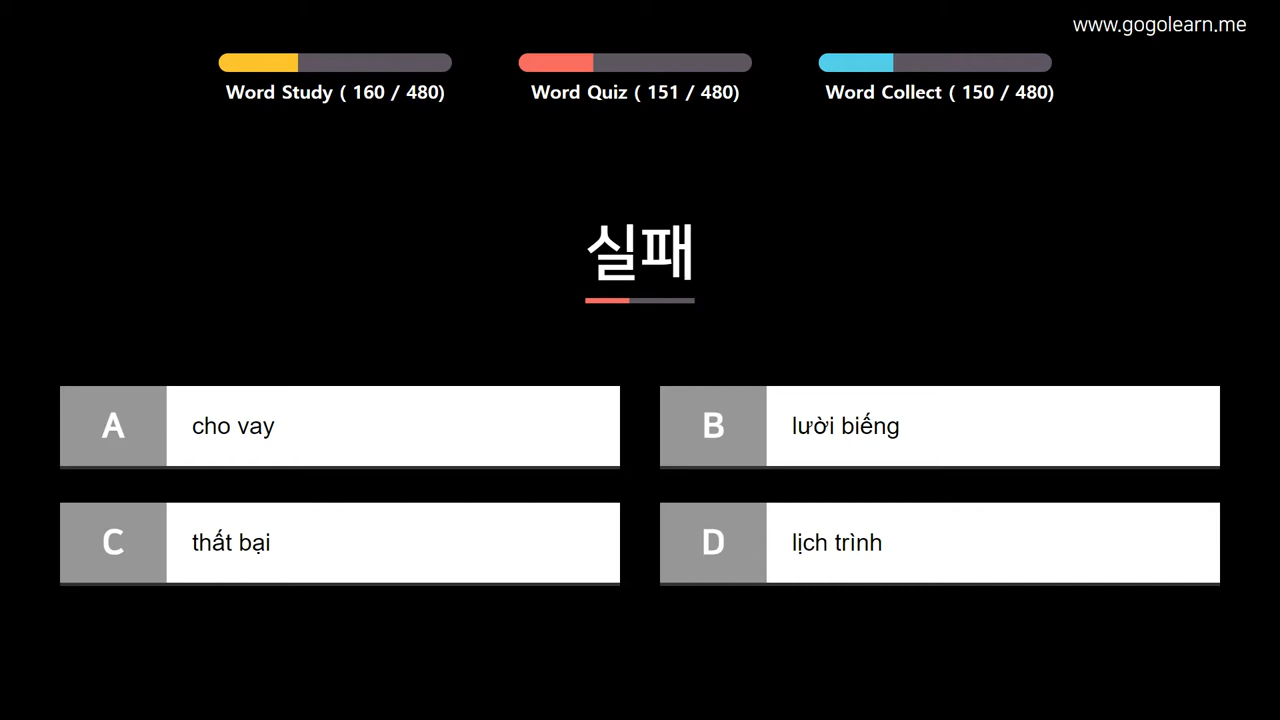 www.gogolearn.me
Word Study ( 160 / 480)
Word Quiz ( 151 / 480)
Word Collect ( 150 / 480)
실패
A
cho vay
B
lười biếng
C
thất bại
D
lịch trình